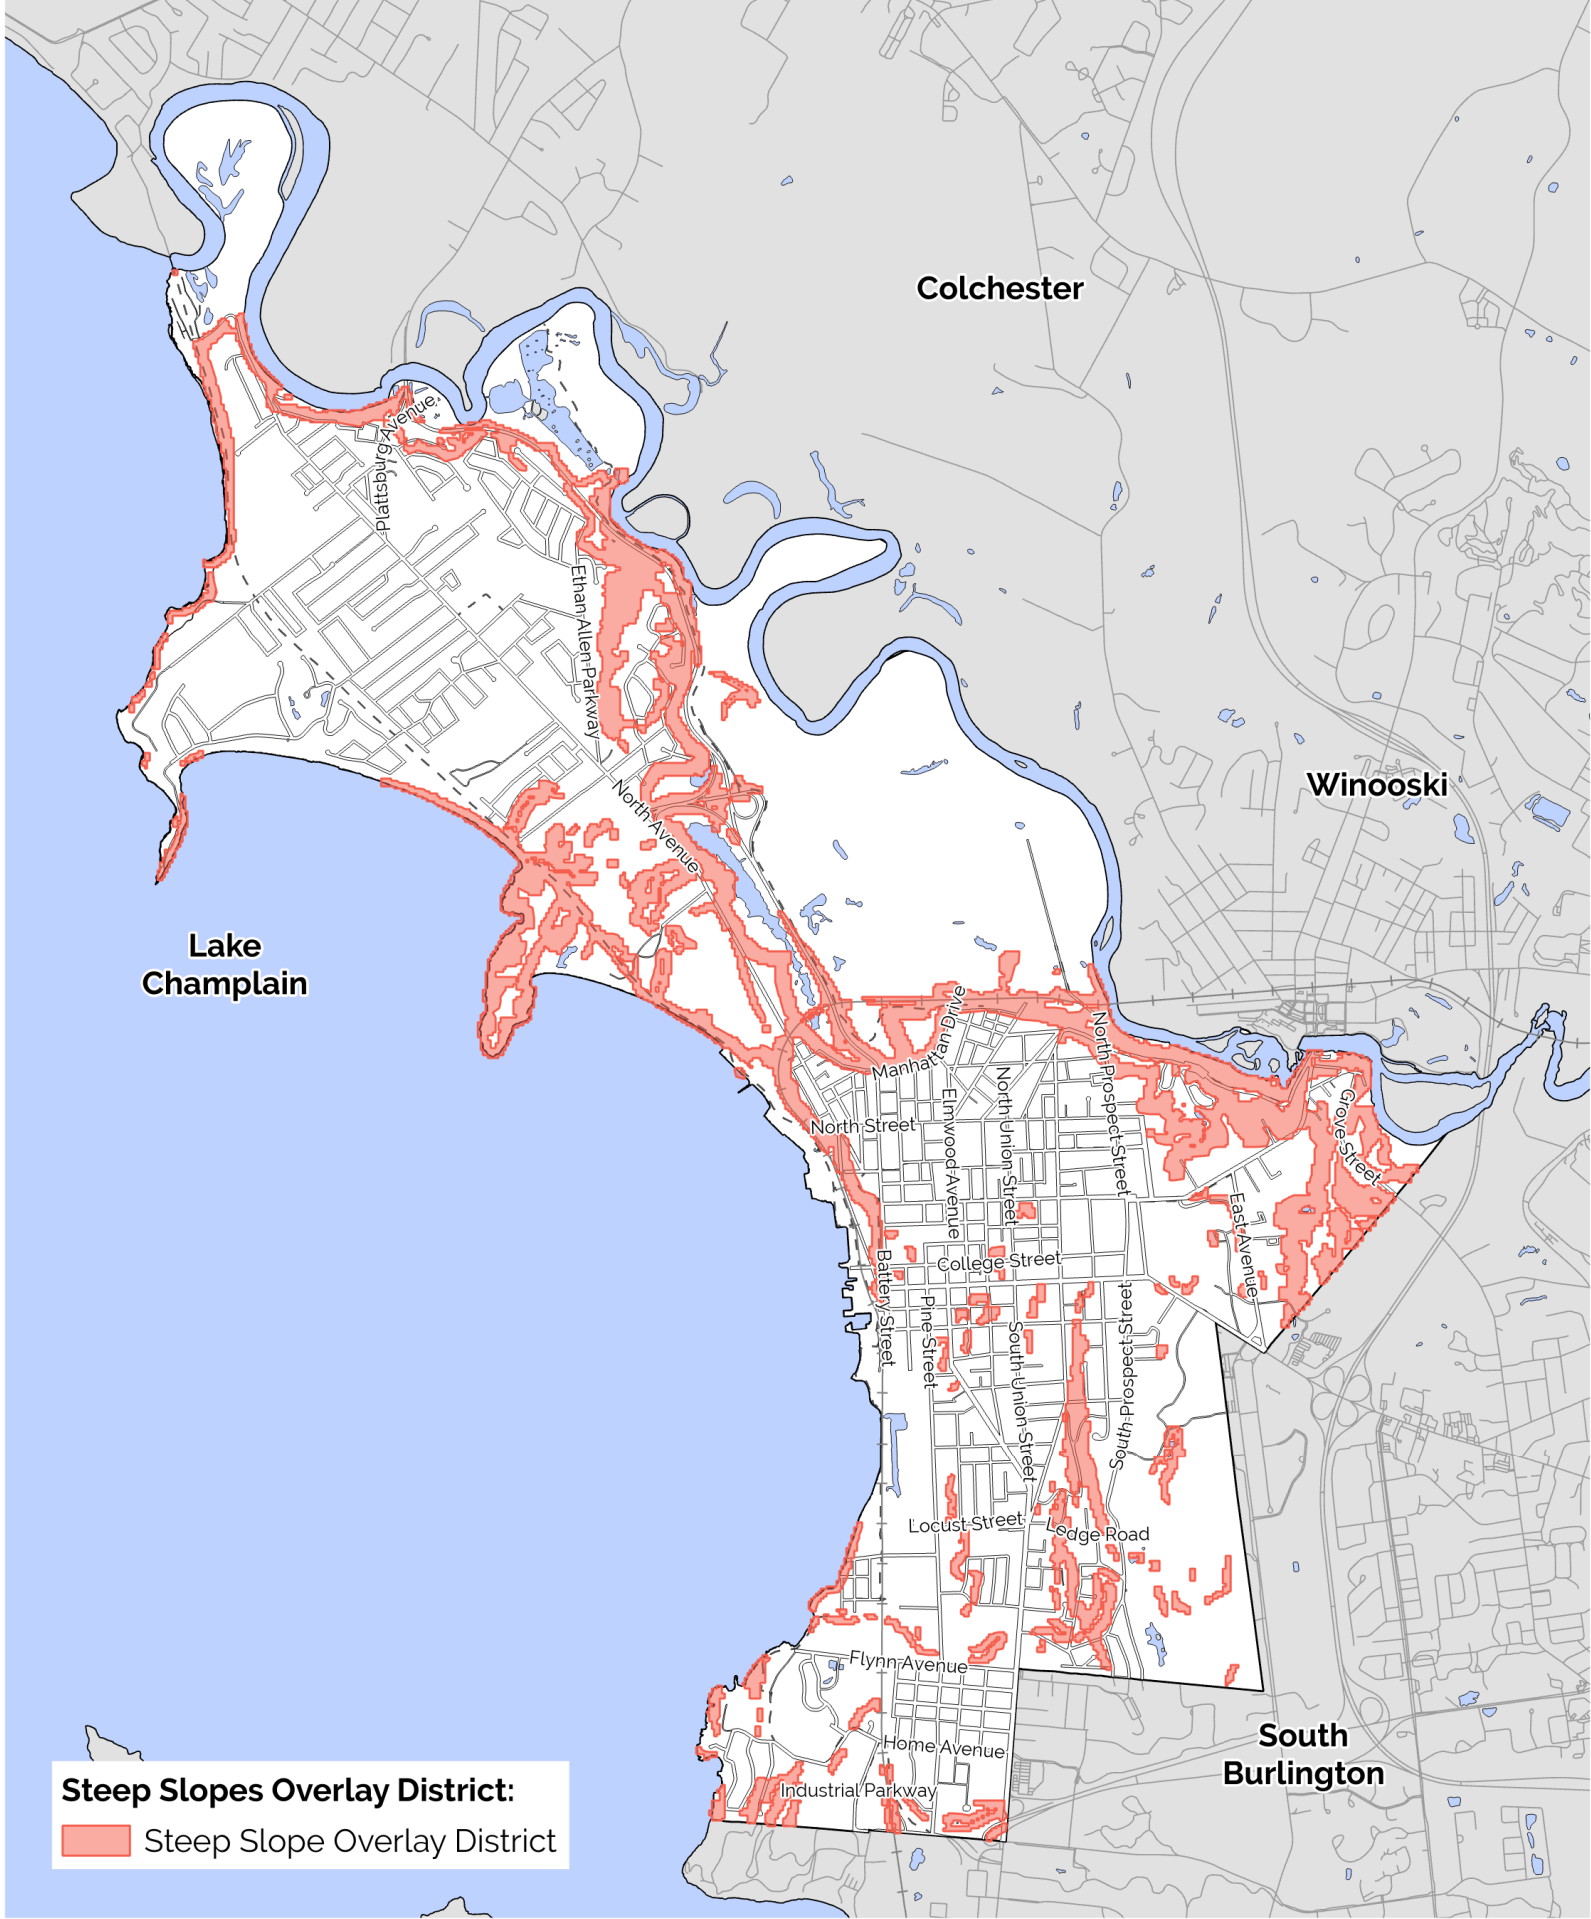 Colchester
Plattsburg Avenue
Ethan Allen Parkway
Winooski
North Avenue
Lake
Champlain
Manhattan Drive
North Prospect Street
North Street
Elmwood Avenue
North Union Street
Grove Street
East Avenue
College Street
Battery Street
Pine Street
South Union Street
South Prospect Street
Locust Street
Ledge Road
Flynn Avenue
Home Avenue
Industrial Parkway
South
Burlington
Steep Slopes Overlay District:
Steep Slope Overlay District